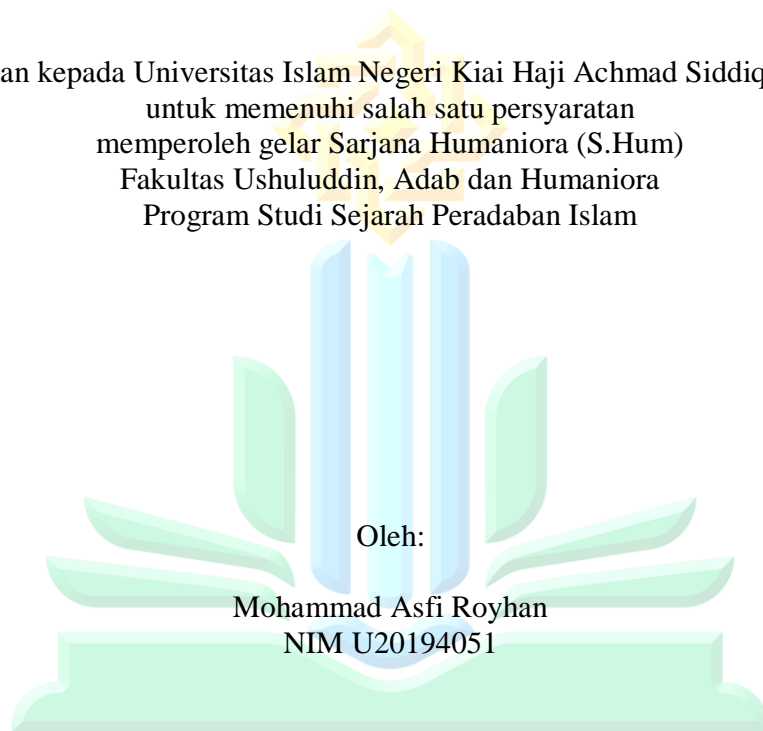 an kepada Universitas Islam Negeri Kiai Haji Achmad Siddiq
untuk memenuhi salah satu persyaratan
memperoleh gelar Sarjana Humaniora (S.Hum)
Fakultas Ushuluddin, Adab dan Humaniora
Program Studi Sejarah Peradaban Islam
Oleh:
Mohammad Asfi Royhan
NIM U20194051